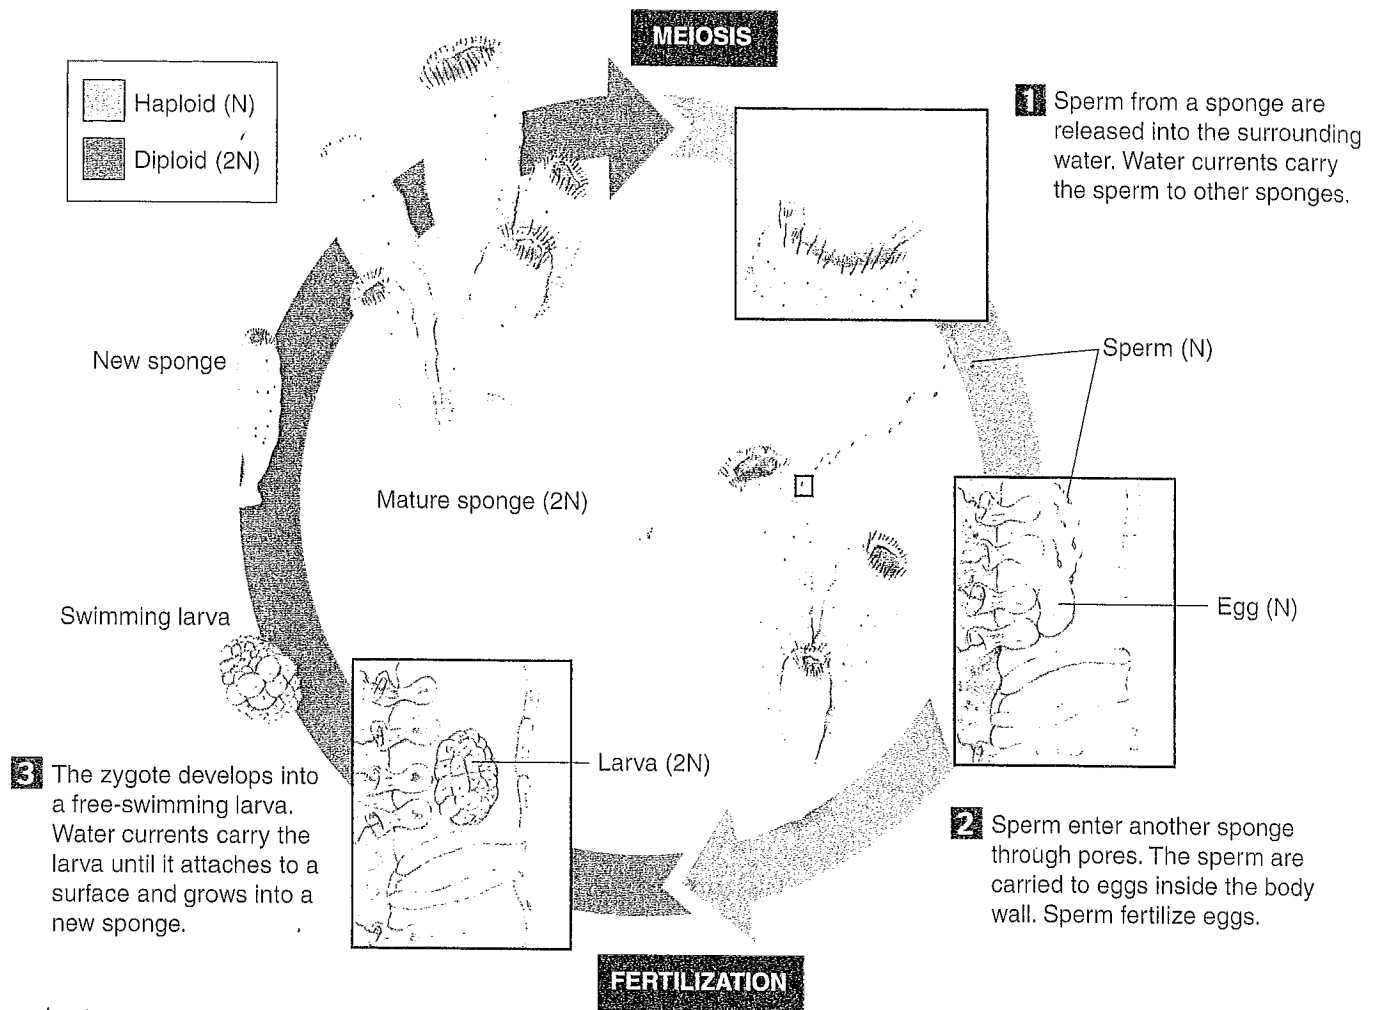 MEIOSIS
Haploid (N)
Diploid (2N)
1 Sperm from a sponge are
released into the surrounding
water. Water currents carry
the sperm to other sponges.
Sperm (N)
New sponge
Mature sponge (2N)
Egg (N)
Swimming larva
Larva (2N)
3 The zygote develops into
a free-swimming larva.
Water currents carry the
larva until it attaches to a
surface and grows into a
new sponge.
2 Sperm enter another sponge
through pores. The sperm are
carried to eggs inside the body
wall. Sperm fertilize eggs.
FERTILIZATION